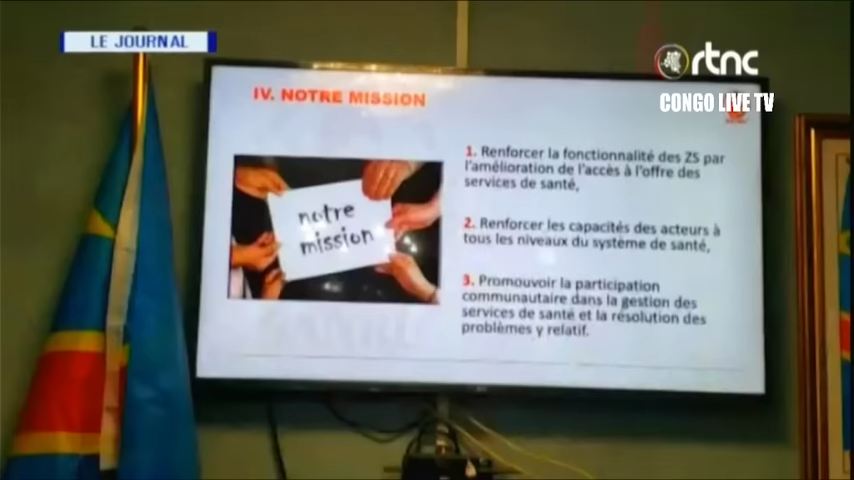 LE JOURNAL
rtnc
CONGO LIVE TV
IV. NOTRE MISSION
notre
mission
1. Renforcer la fonctionnalité des ZS par
l'amélioration de l'accès à l'offre des
services de santé,
2. Renforcer les capacités des acteurs à
tous les niveaux du système de santé,
3. Promouvoir la participation
communautaire dans la gestion des
services de santé et la résolution des
problèmes y relatif.